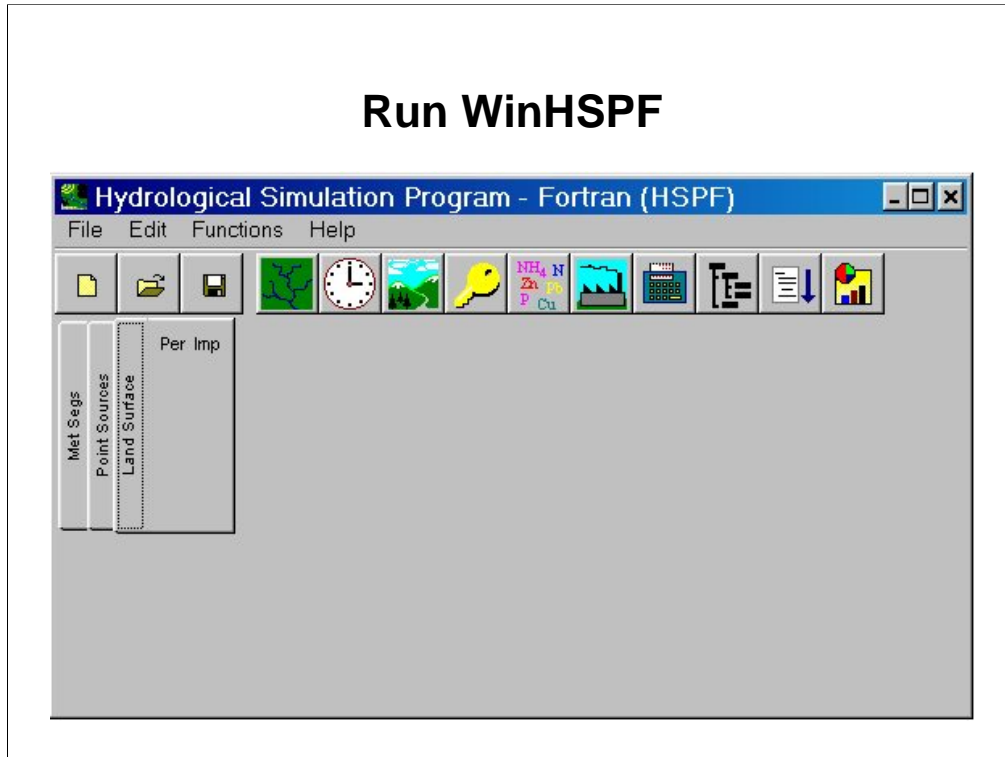 Run WinHSPF
Hydrological Simulation Program - Fortran (HSPF)
File Edit Functions Help
NH4 N
Zn Pb
P Cu
Per Imp
Met Segs
Point Sources
Land Surface